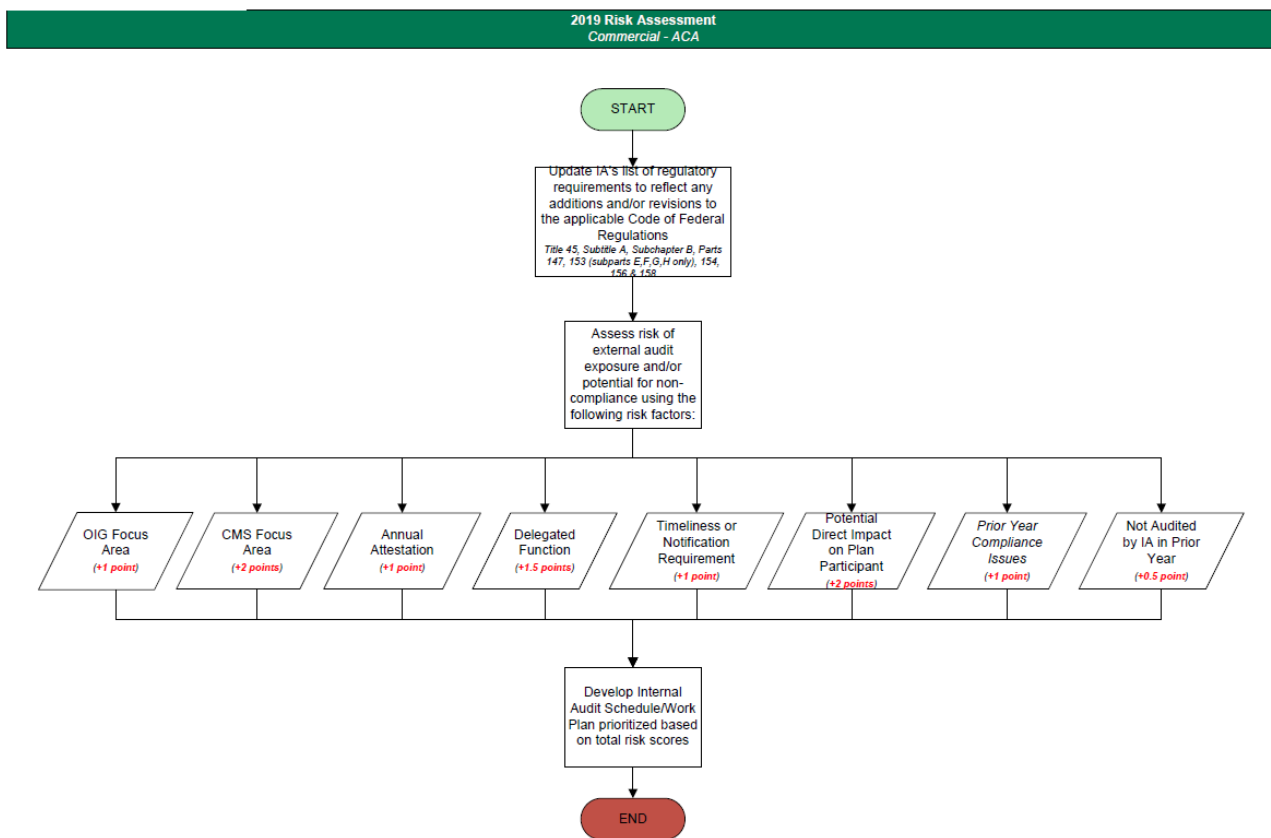 2019 Risk Assessment
Commercial - ACA
START
Update IA's list of regulatory
requirements to reflect any
additions and/or revisions to
the applicable Code of Federal
Regulations
Title 45, Subtitle A, Subchapter B, Parts
147, 153 (subparts E,F,G,H only), 154,
156 & 158
Assess risk of
external audit
exposure and/or
potential for non-
compliance using the
following risk factors:
OIG Focus
Area
(+1 point)
CMS Focus
Area
(+2 points)
Annual
Attestation
(+1 point)
Delegated
Function
(+1.5 points)
Timeliness or
Notification
Requirement
(+1 point)
Potential
Direct Impact
on Plan
Participant
(+2 points)
Prior Year
Compliance
Issues
(+1 point)
Not Audited
by IA in Prior
Year
(+0.5 point)
Develop Internal
Audit Schedule/Work
Plan prioritized based
on total risk scores
END